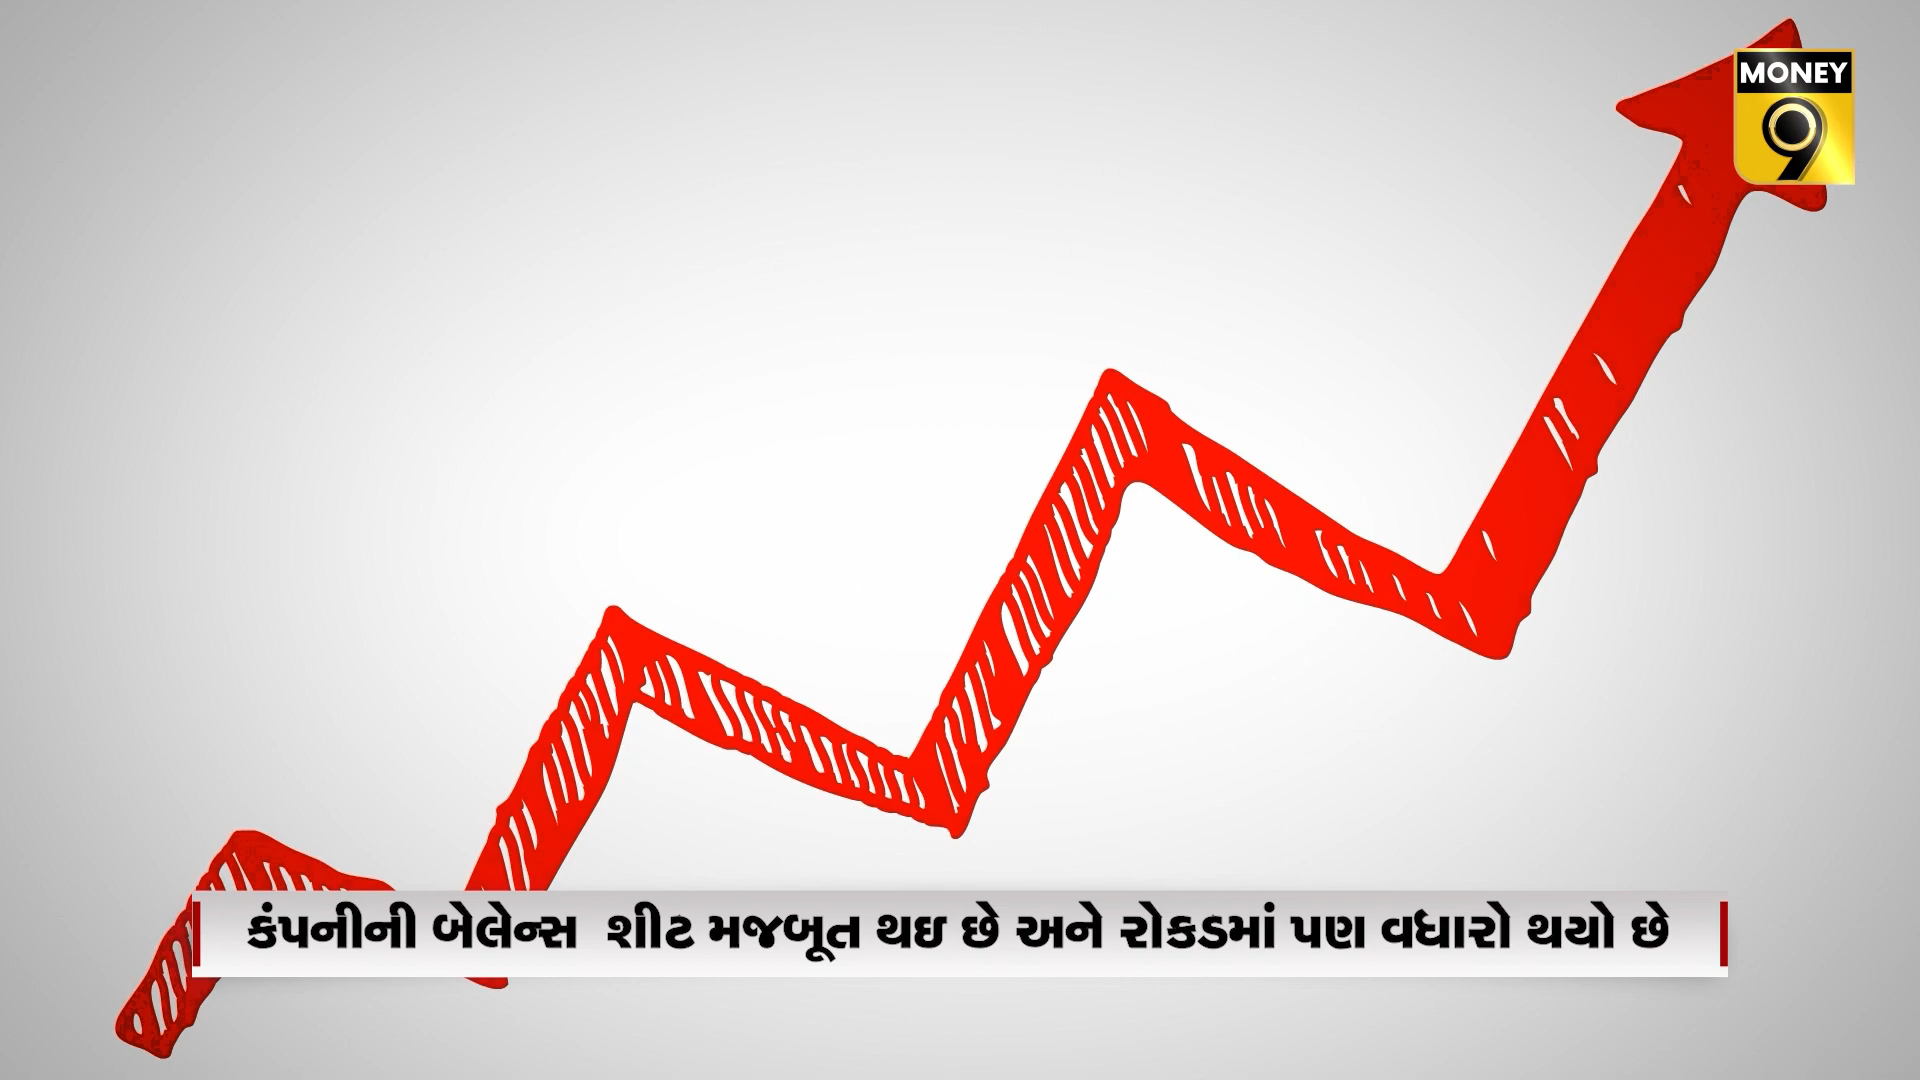 MONEY
9
કંપનીની બેલેન્સ શીટ મજબૂત થઇ છે અને રોકડમાં પણ વધારો થયો છે